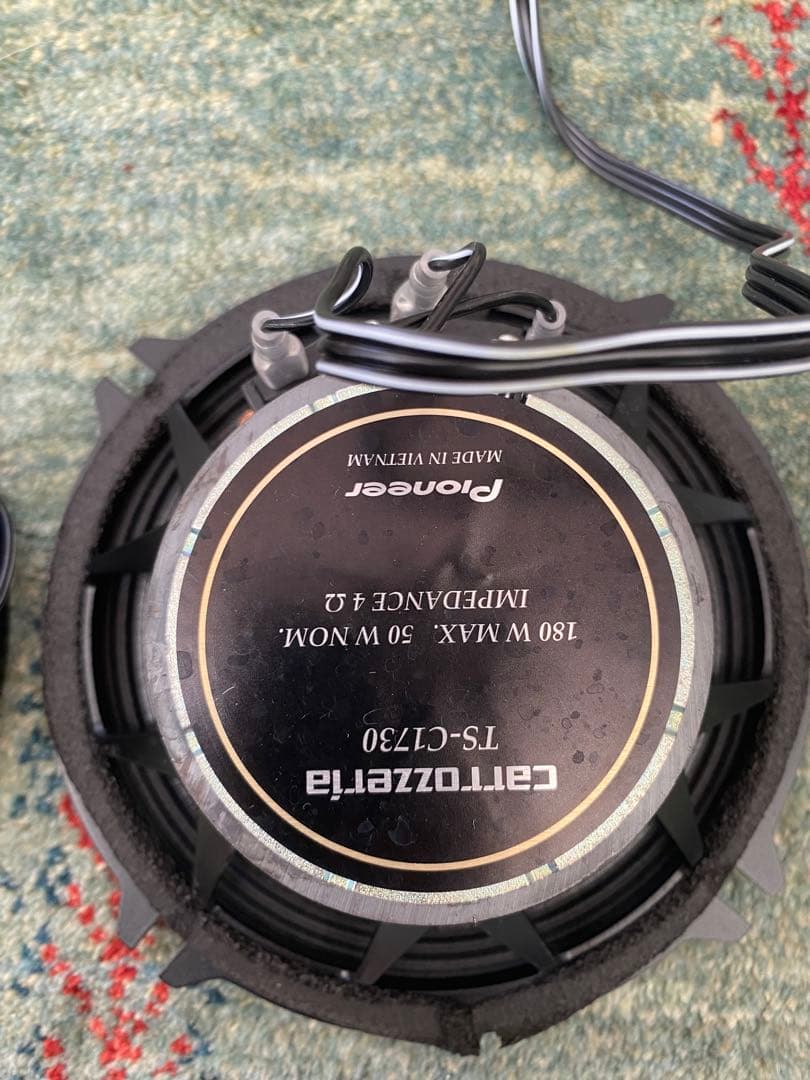 carrozzeria
TS-C1730
180 W MAX. 50 W NOM.
IMPEDANCE 4 Ω
Pioneer
MADE IN VIETNAM